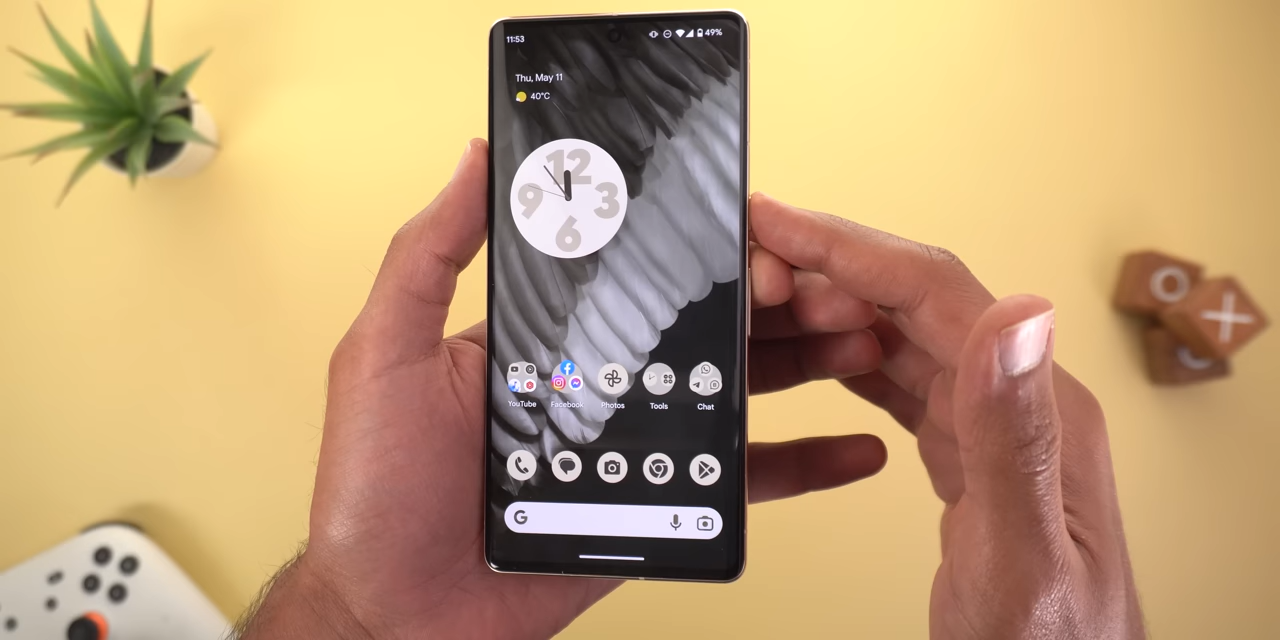 11:53
49%
Thu, May 11
40°C
12
9 3
6
YouTube Facebook Photos Tools Chat
G
O
X